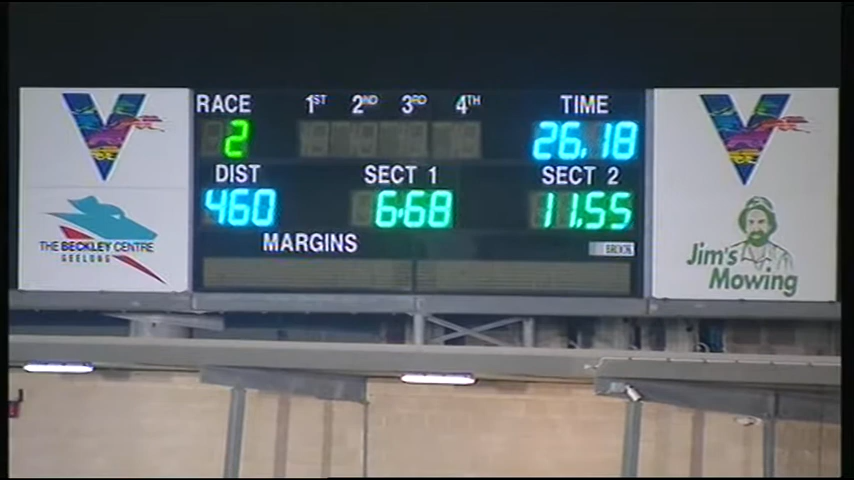 RACE 1ST 2ND 3RD 4TH TIME
2 26.18
DIST SECT 1 SECT 2
460 6.68 11.55
MARGINS
THE BECKLEY CENTRE
GEELONG
Jim's
Mowing